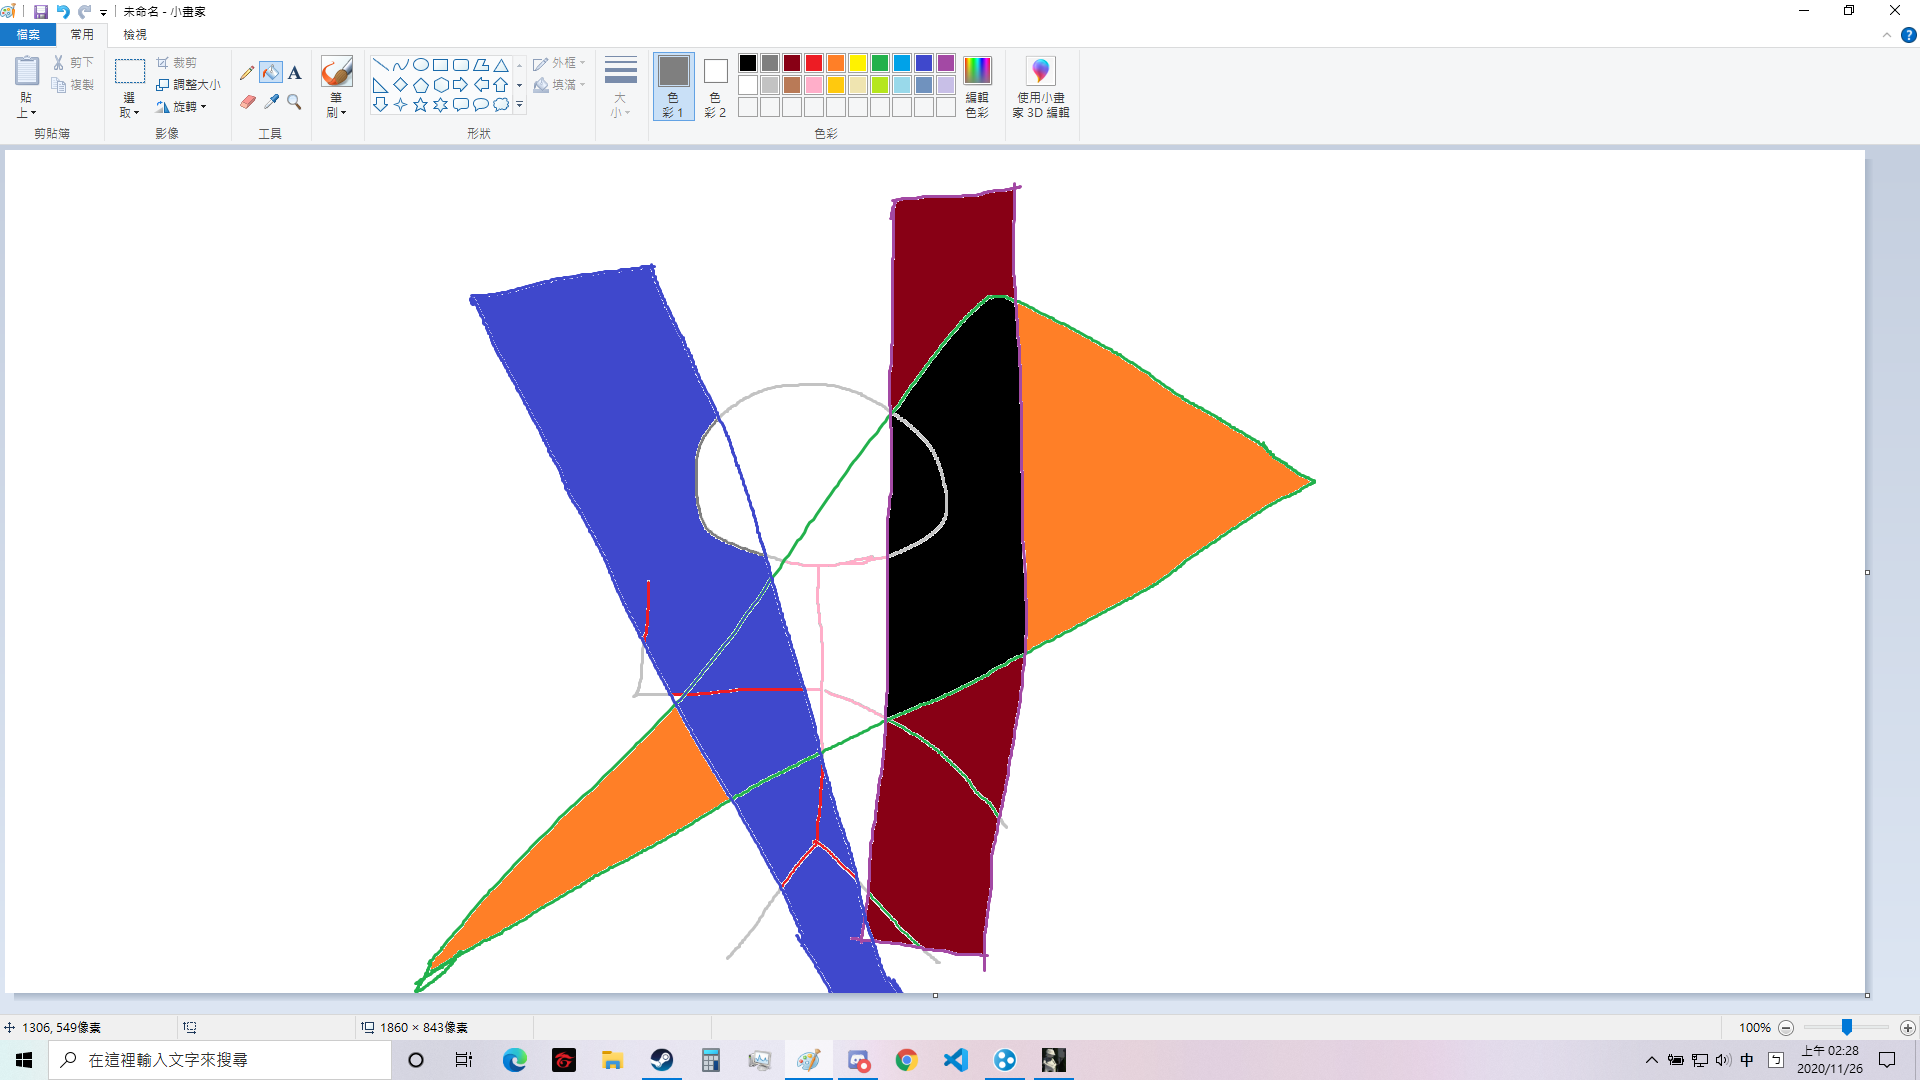 未命名 - 小畫家
檔案 常用 檢視
貼上
剪下
複製
剪貼簿
選取
裁剪
調整大小
旋轉
影像
A
工具
筆刷
外框
填滿
形狀
大小
色彩 1
色彩 2
編輯色彩
色彩
使用小畫家 3D 編輯
1306, 549像素
1860 × 843像素
100%
在這裡輸入文字來搜尋
中
上午 02:28
2020/11/26